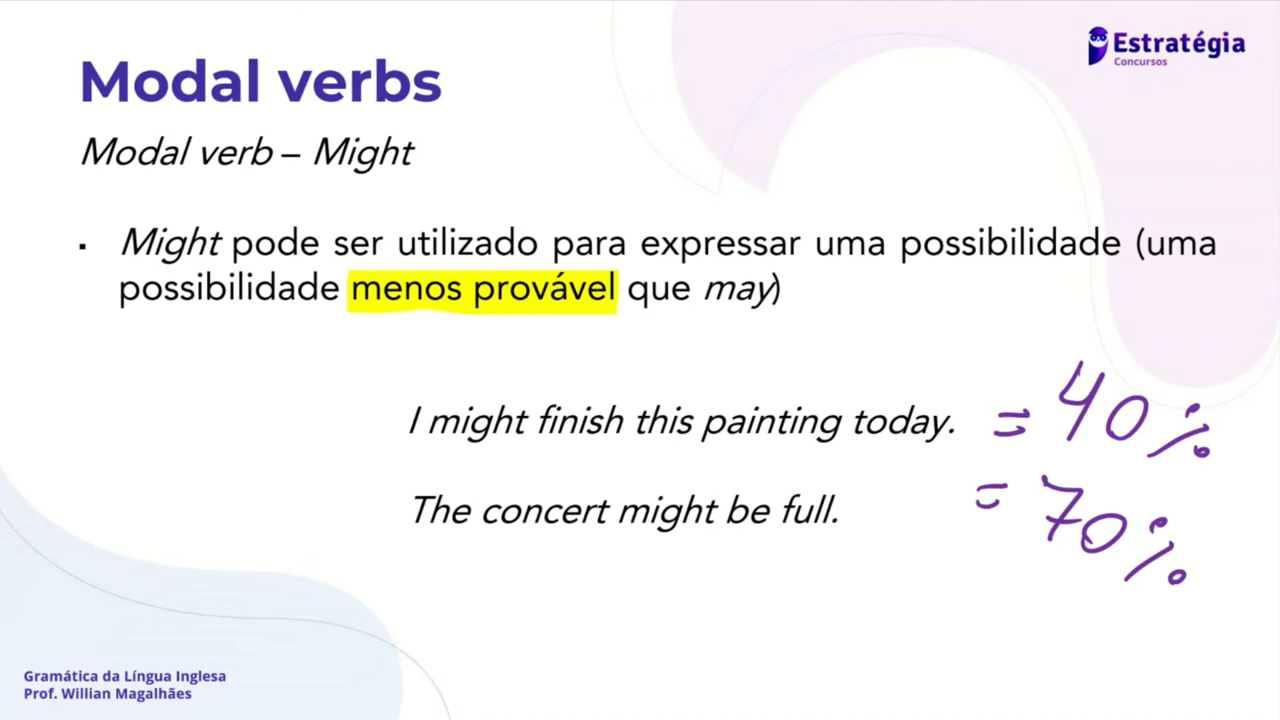 Estratégia
Concursos
Modal verbs
Modal verb – Might
▪ Might pode ser utilizado para expressar uma possibilidade (uma
possibilidade menos provável que may)
I might finish this painting today. = 40%
The concert might be full. = 70%
Gramática da Língua Inglesa
Prof. Willian Magalhães